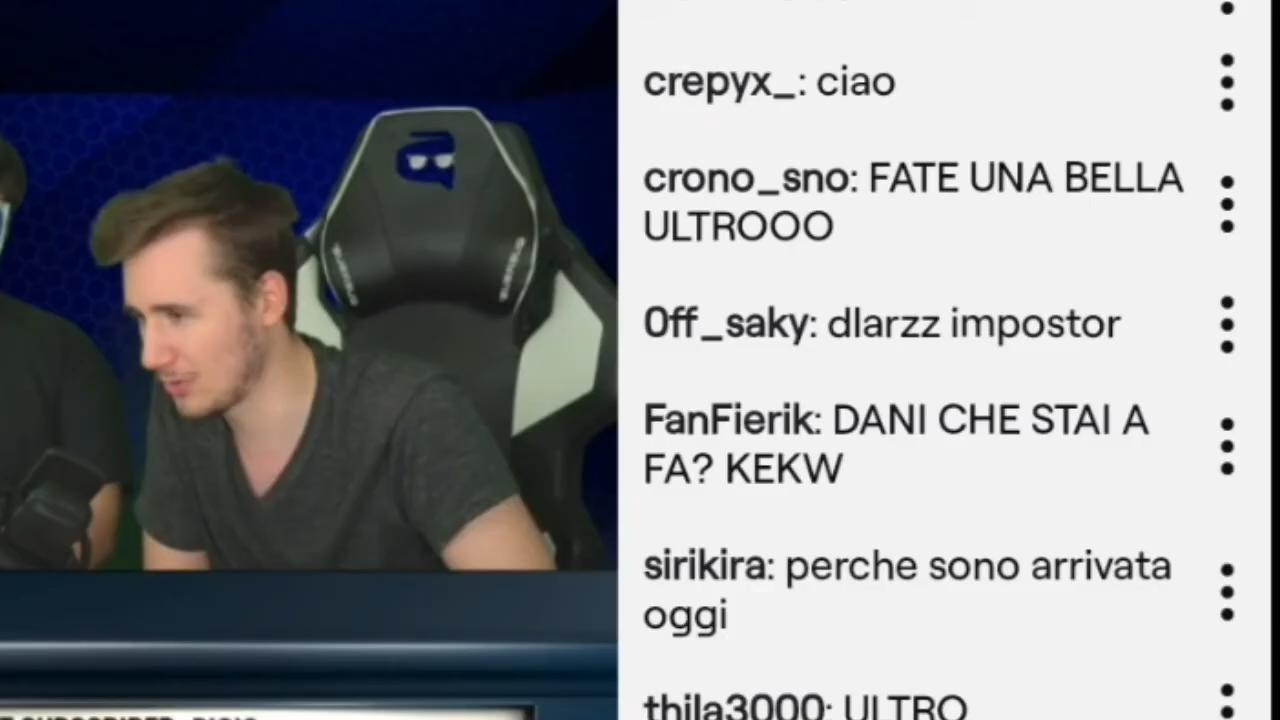 crepyx_: ciao
crono_sno: FATE UNA BELLA
ULTROOO
0ff_saky: dlarzz impostor
FanFierik: DANI CHE STAI A
FA? KEKW
sirikira: perche sono arrivata
oggi
thila3000: ULTRO